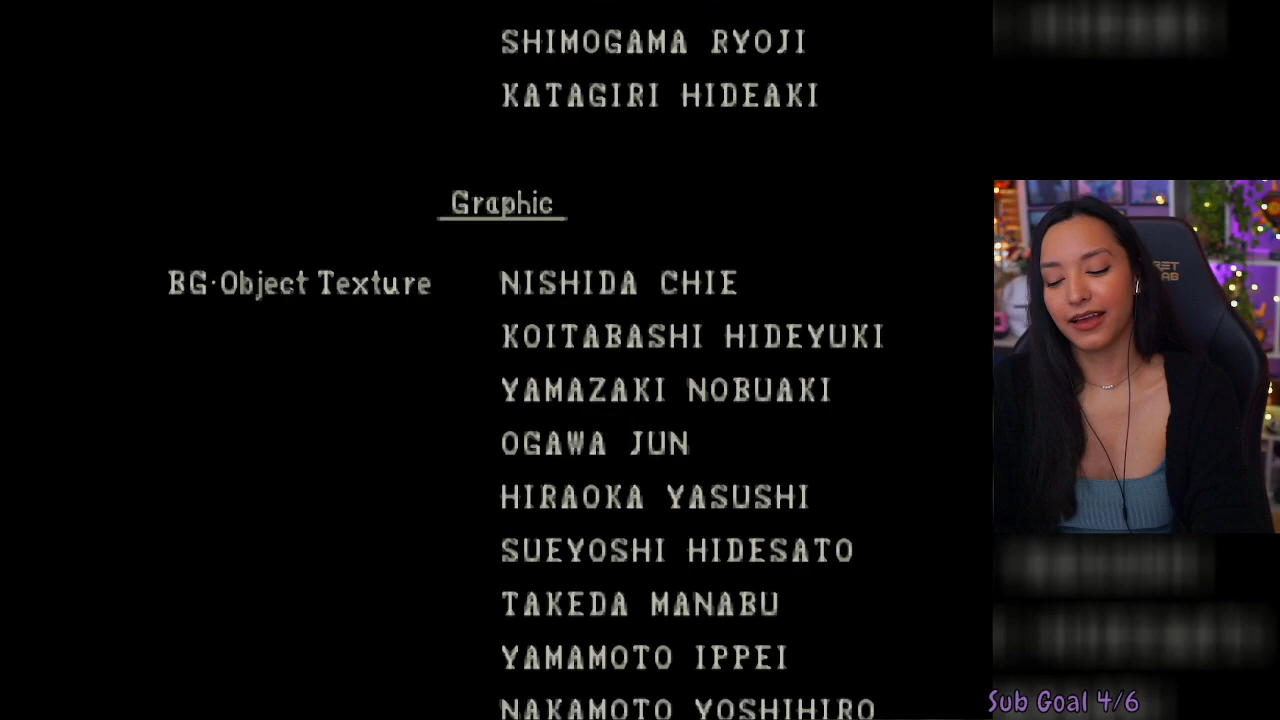 SHIMOGAMA RYOJI
KATAGIRI HIDEAKI
Graphic
BG·Object Texture NISHIDA CHIE
KOITABASHI HIDEYUKI
YAMAZAKI NOBUAKI
OGAWA JUN
HIRAOKA YASUSHI
SUEYOSHI HIDESATO
TAKEDA MANABU
YAMAMOTO IPPEI
NAKAMOTO YOSHIHIRO
Sub Goal 4/6